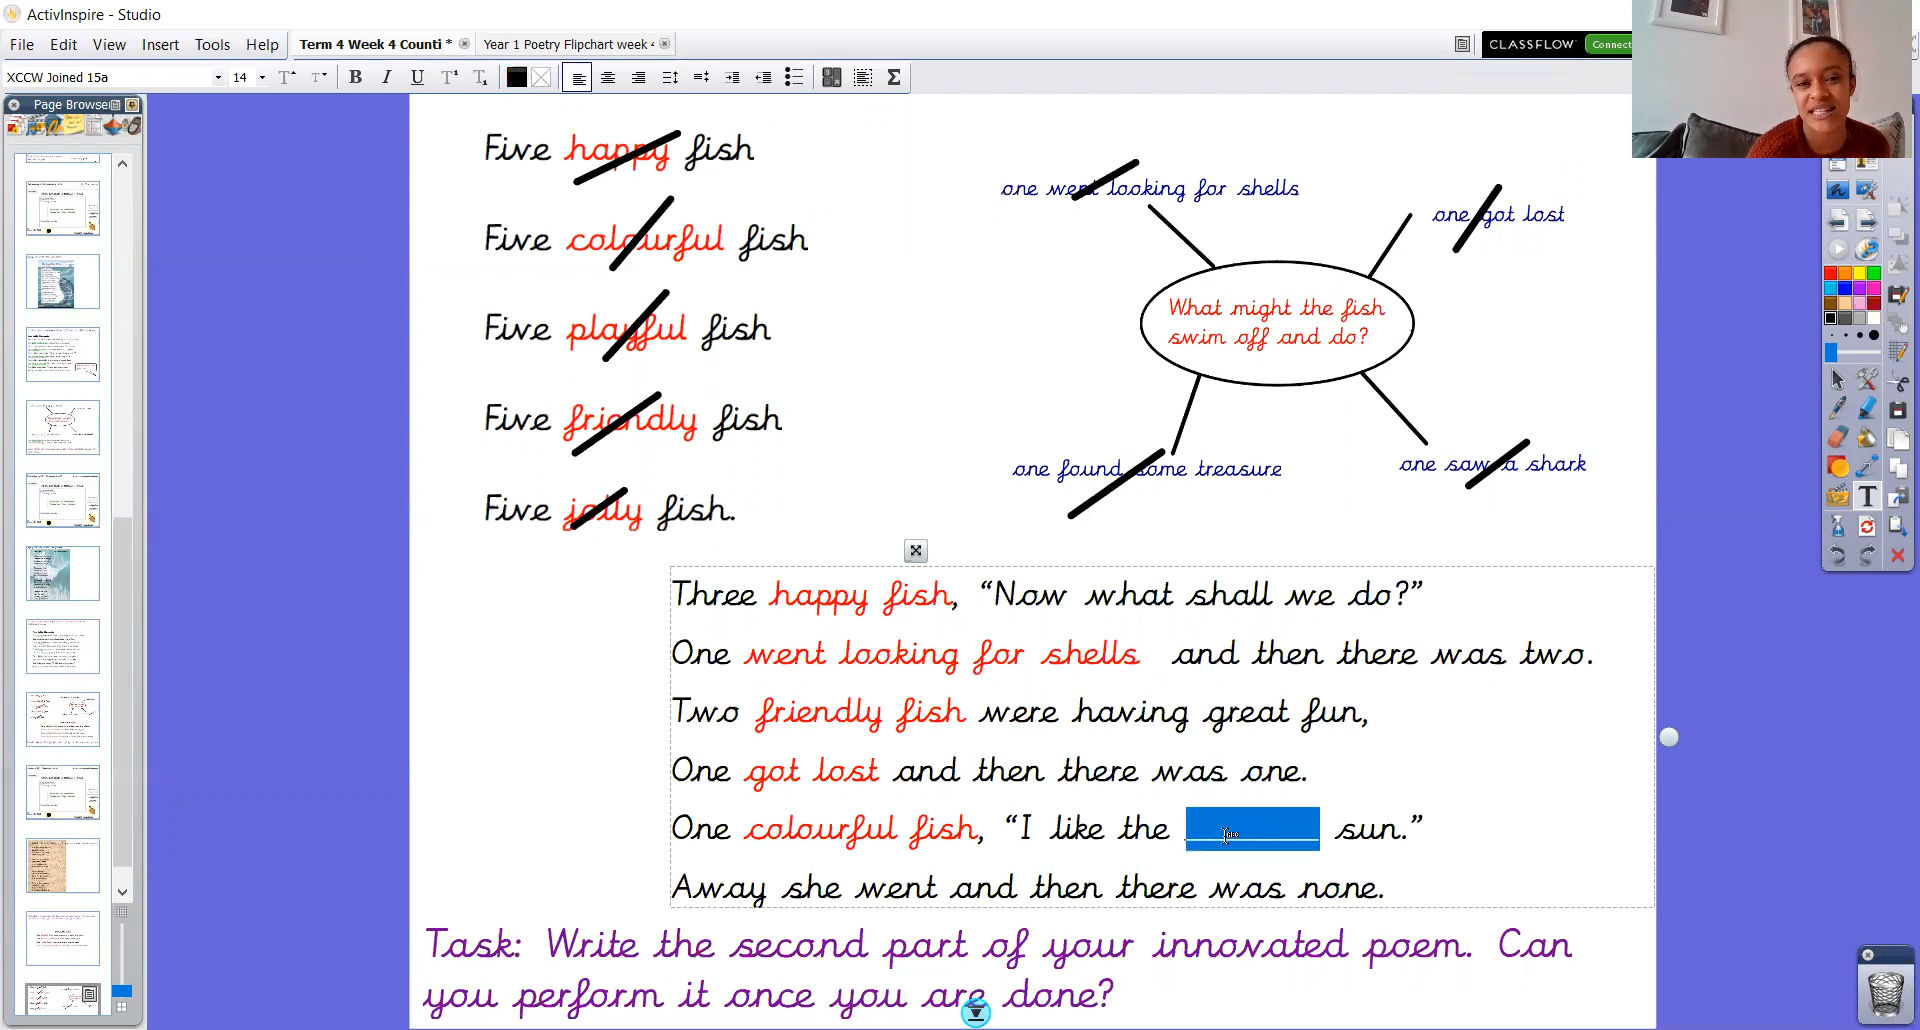 ActivInspire - Studio
File Edit View Insert Tools Help
Term 4 Week 4 Counti *
Year 1 Poetry Flipchart week 4
CLASSFLOW
Connect
XCCW Joined 15a
14
Page Browser
Five happy fish
Five colourful fish
Five playful fish
Five friendly fish
Five jolly fish.
one went looking for shells
one got lost
What might the fish
swim off and do?
one found some treasure
one saw a shark
Three happy fish, “Now what shall we do?”
One went looking for shells and then there was two.
Two friendly fish were having great fun,
One got lost and then there was one.
One colourful fish, “I like the ________ sun.”
Away she went and then there was none.
Task: Write the second part of your innovated poem. Can
you perform it once you are done?